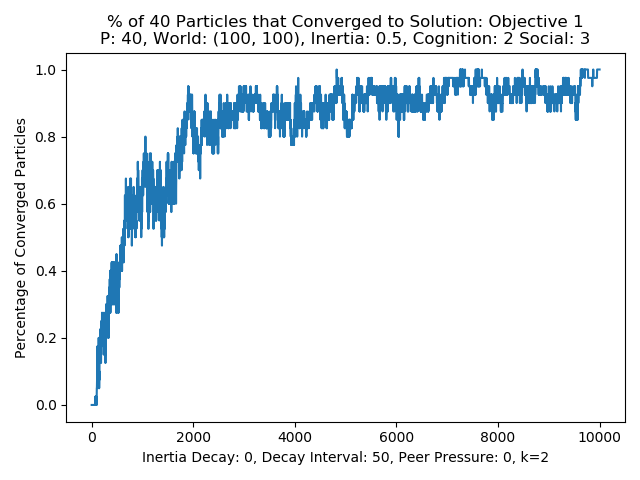 % of 40 Particles that Converged to Solution: Objective 1
P: 40, World: (100, 100), Inertia: 0.5, Cognition: 2 Social: 3
Percentage of Converged Particles
1.0
0.8
0.6
0.4
0.2
0.0
0 2000 4000 6000 8000 10000
Inertia Decay: 0, Decay Interval: 50, Peer Pressure: 0, k=2